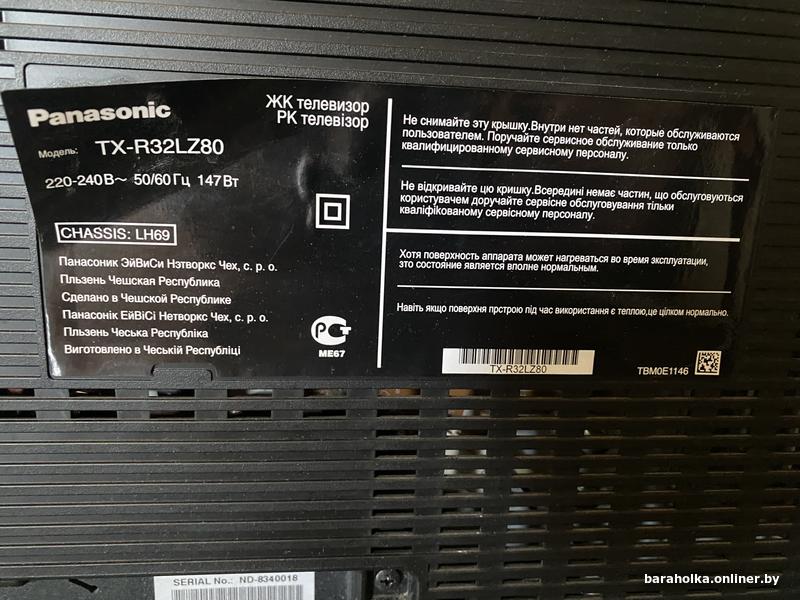 Panasonic
ЖК телевизор
РК телевізор
Модель: TX-R32LZ80
220-240В~ 50/60Гц 147Вт
CHASSIS: LH69
Панасоник ЭйВиСи Нэтворкс Чех, с. р. о.
Пльзень Чешская Республика
Сделано в Чешской Республике
Панасонік ЕйВіСі Нетворкс Чех, с. р. о.
Пльзень Чеська Республіка
Виготовлено в Чеській Республіці
РСТ
ME67
Не снимайте эту крышку.Внутри нет частей, которые обслуживаются
пользователем. Поручайте сервисное обслуживание только
квалифицированному сервисному персоналу.
Не відкривайте цю кришку.Всередині немає частин, що обслуговуються
користувачем доручайте сервісне обслуговування тільки
кваліфікованому сервісному персоналу.
Хотя поверхность аппарата может нагреваться во время эксплуатации,
это состояние является вполне нормальным.
Навіть якщо поверхня прстрою під час використання є теплою,це цілком нормально.
TX-R32LZ80
TBM0E1146
SERIAL No.: ND-8340018
baraholka.onliner.by